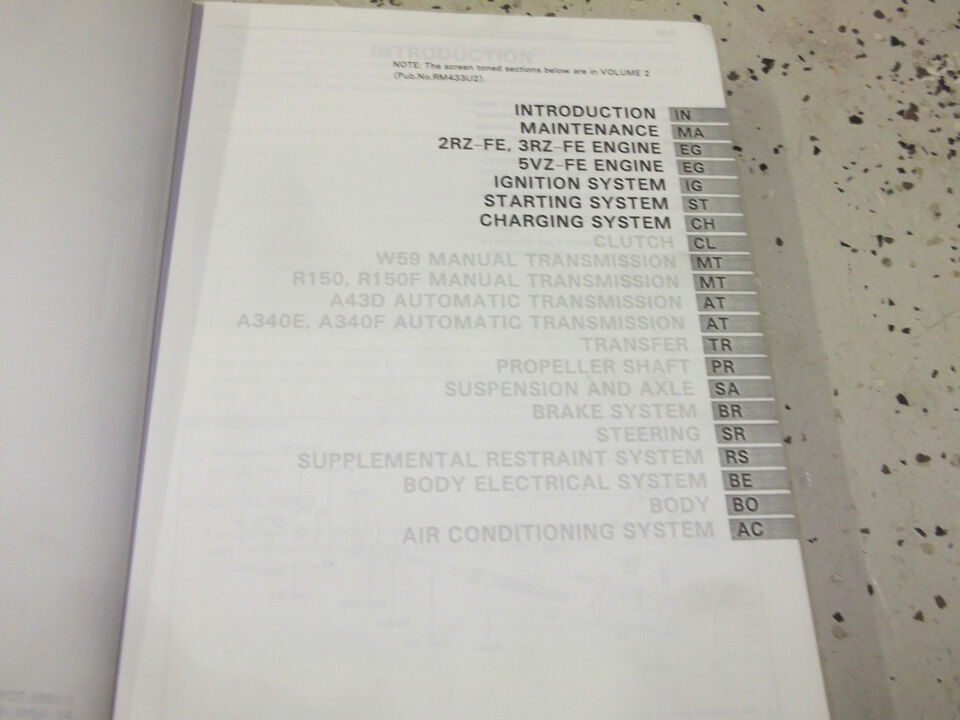 NOTE: The screen toned sections below are in VOLUME 2
(Pub.No.RM433U2).
INTRODUCTION IN
MAINTENANCE MA
2RZ-FE, 3RZ-FE ENGINE EG
5VZ-FE ENGINE EG
IGNITION SYSTEM IG
STARTING SYSTEM ST
CHARGING SYSTEM CH
CLUTCH CL
W59 MANUAL TRANSMISSION MT
R150, R150F MANUAL TRANSMISSION MT
A43D AUTOMATIC TRANSMISSION AT
A340E, A340F AUTOMATIC TRANSMISSION AT
TRANSFER TR
PROPELLER SHAFT PR
SUSPENSION AND AXLE SA
BRAKE SYSTEM BR
STEERING SR
SUPPLEMENTAL RESTRAINT SYSTEM RS
BODY ELECTRICAL SYSTEM BE
BODY BO
AIR CONDITIONING SYSTEM AC